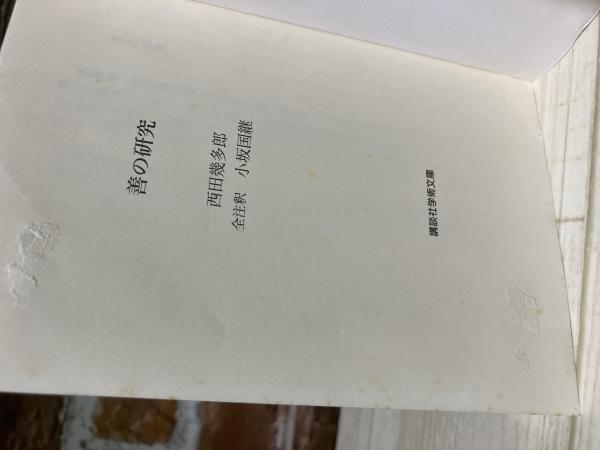 善の研究
西田幾多郎
全注釈 小坂国継
講談社学術文庫